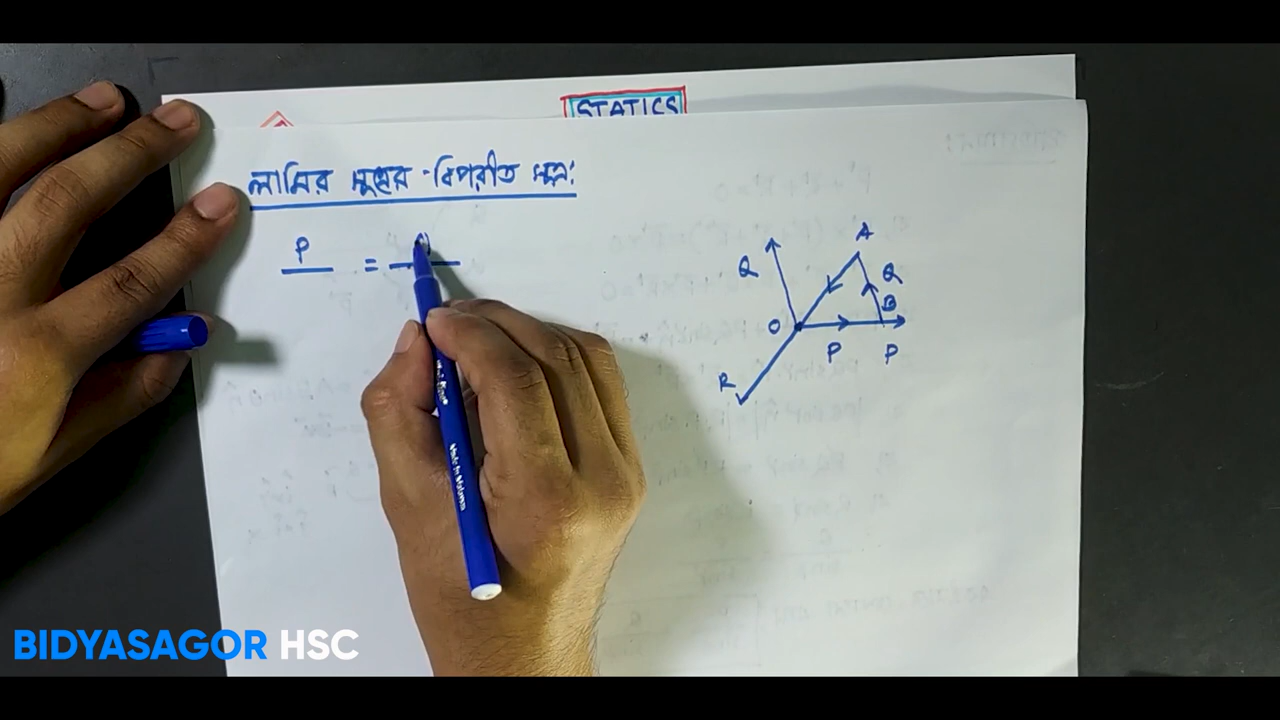 STATICS
লামির সূত্রের বিপরীত সূত্র:
P = Q
A
Q Q
B
O
P P
R
BIDYASAGOR HSC